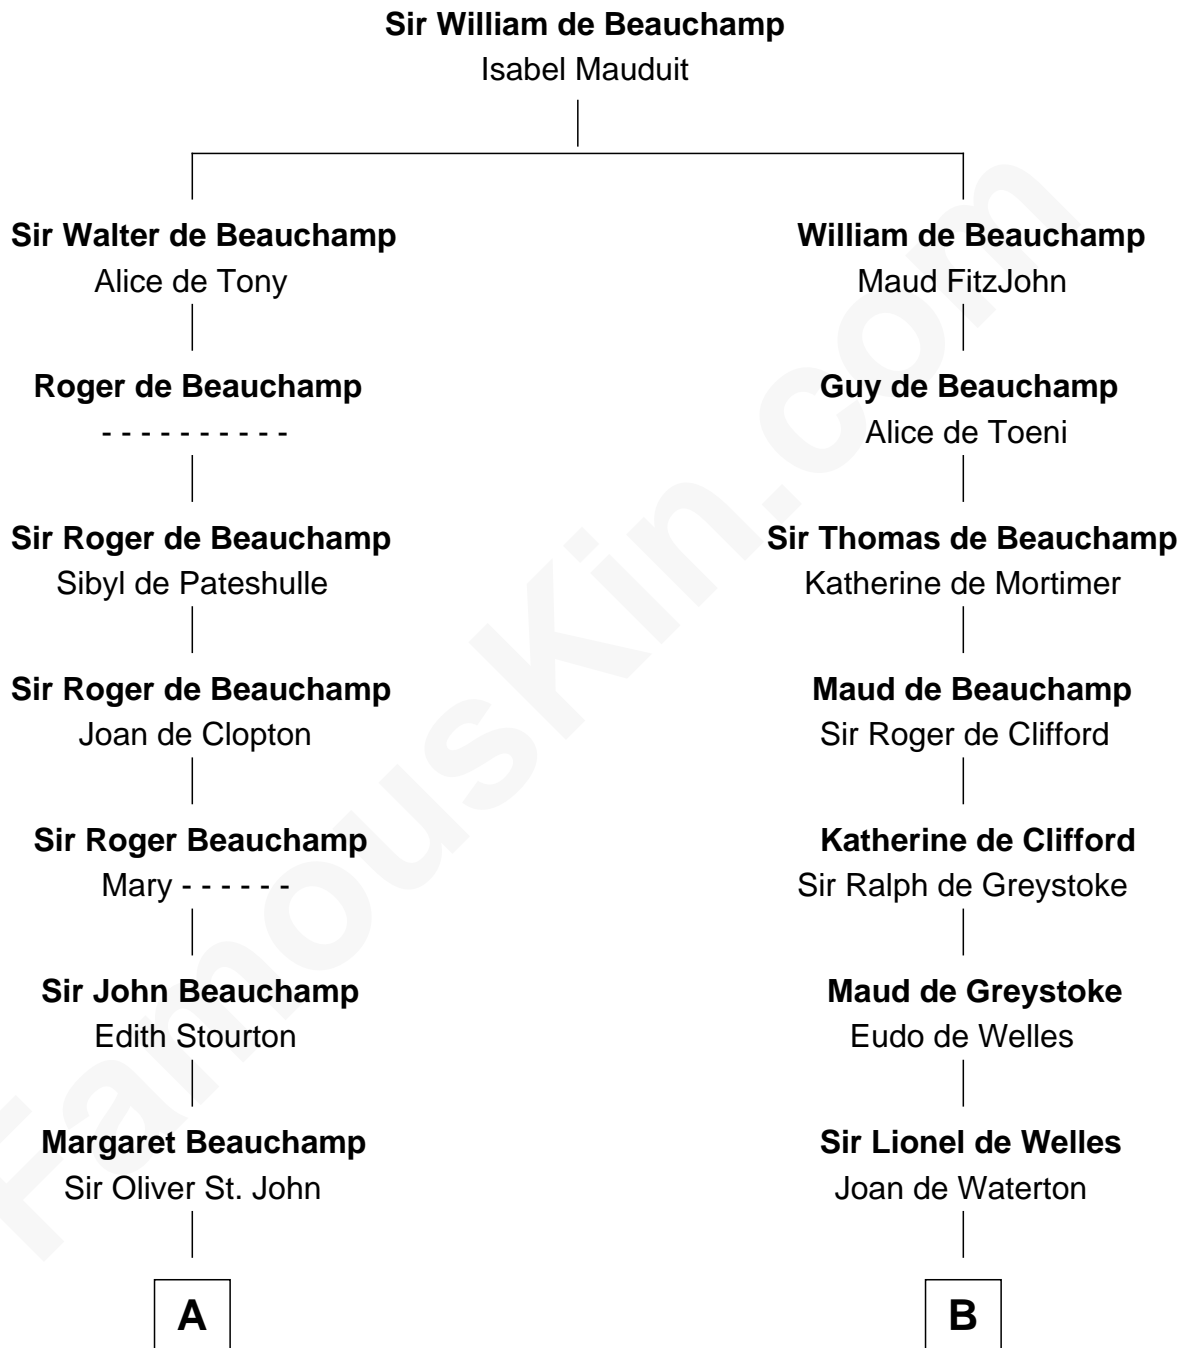 Sir William de Beauchamp
Isabel Mauduit
Sir Walter de Beauchamp
Alice de Tony
William de Beauchamp
Maud FitzJohn
Roger de Beauchamp
- - - - - - - - - -
Guy de Beauchamp
Alice de Toeni
Sir Roger de Beauchamp
Sibyl de Pateshulle
Sir Thomas de Beauchamp
Katherine de Mortimer
Sir Roger de Beauchamp
Joan de Clopton
Maud de Beauchamp
Sir Roger de Clifford
Sir Roger Beauchamp
Mary - - - - - -
Katherine de Clifford
Sir Ralph de Greystoke
Sir John Beauchamp
Edith Stourton
Maud de Greystoke
Eudo de Welles
Margaret Beauchamp
Sir Oliver St. John
Sir Lionel de Welles
Joan de Waterton
A
B
FamousKin.com